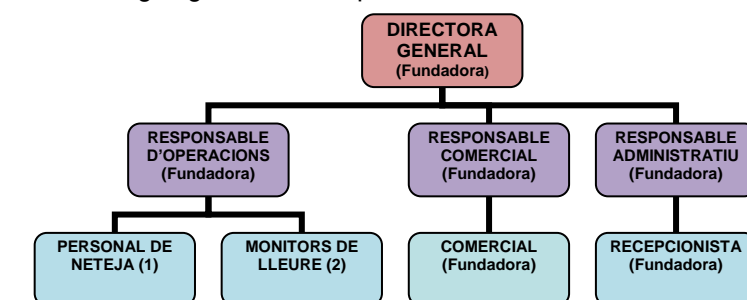 DIRECTORA
GENERAL
(Fundadora)
RESPONSABLE
D'OPERACIONS
(Fundadora)
RESPONSABLE
COMERCIAL
(Fundadora)
RESPONSABLE
ADMINISTRATIU
(Fundadora)
PERSONAL DE
NETEJA (1)
MONITORS DE
LLEURE (2)
COMERCIAL
(Fundadora)
RECEPCIONISTA
(Fundadora)